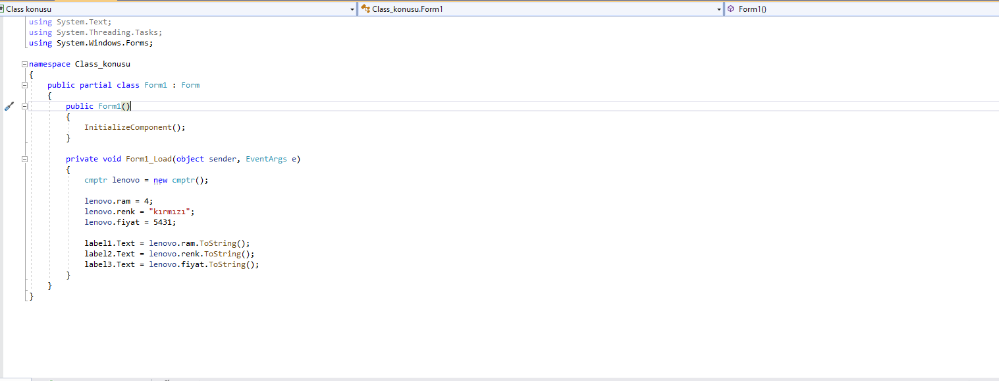 Class konusu
Class_konusu.Form1
Form1()
using System.Text;
using System.Threading.Tasks;
using System.Windows.Forms;
namespace Class_konusu
{
public partial class Form1 : Form
{
public Form1()
{
InitializeComponent();
}
private void Form1_Load(object sender, EventArgs e)
{
cmptr lenovo = new cmptr();
lenovo.ram = 4;
lenovo.renk = "kırmızı";
lenovo.fiyat = 5431;
label1.Text = lenovo.ram.ToString();
label2.Text = lenovo.renk.ToString();
label3.Text = lenovo.fiyat.ToString();
}
}
}